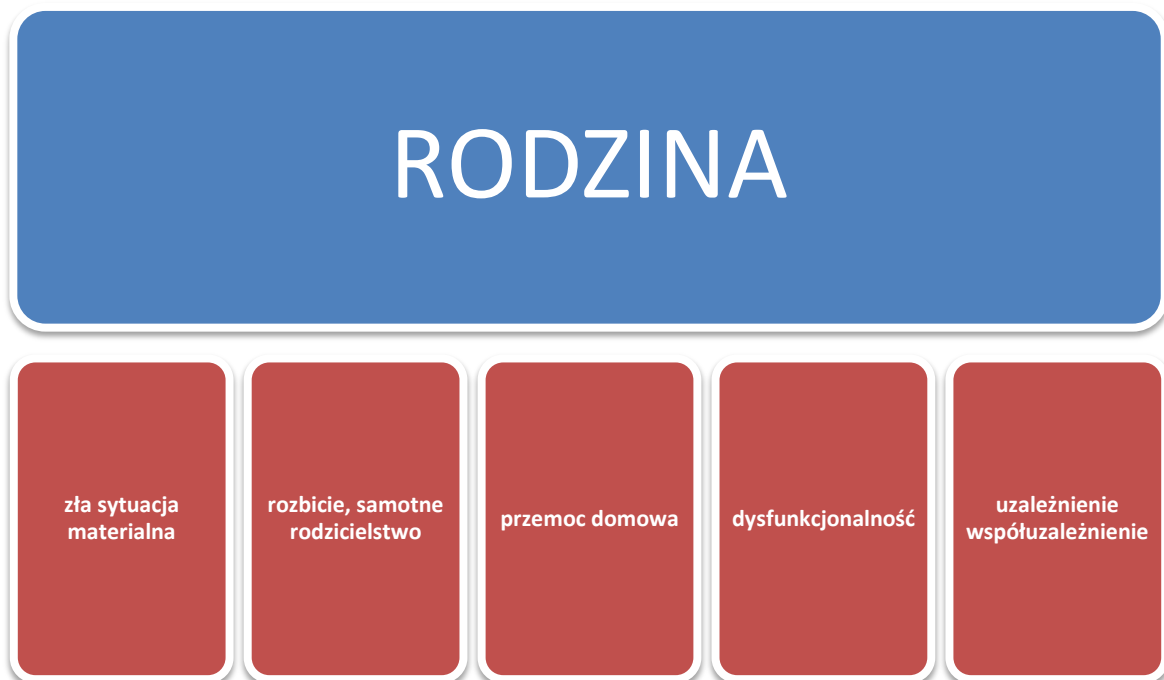 RODZINA
zła sytuacja
materialna
rozbicie, samotne
rodzicielstwo
przemoc domowa
dysfunkcjonalność
uzależnienie
współuzależnienie